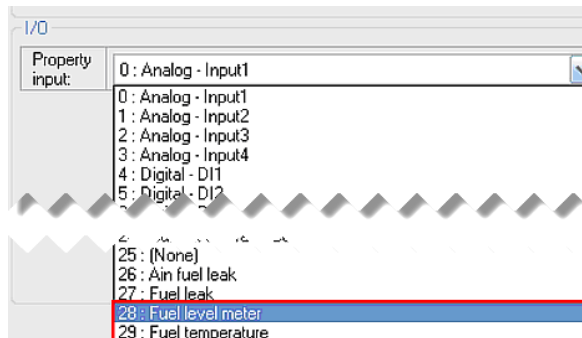 I/O
Property
input:
0 : Analog - Input1
0 : Analog - Input1
1 : Analog - Input2
2 : Analog - Input3
3 : Analog - Input4
4 : Digital - DI1
5 : Digital - DI2
25 : (None)
26 : Ain fuel leak
27 : Fuel leak
28 : Fuel level meter
29 : Fuel temperature